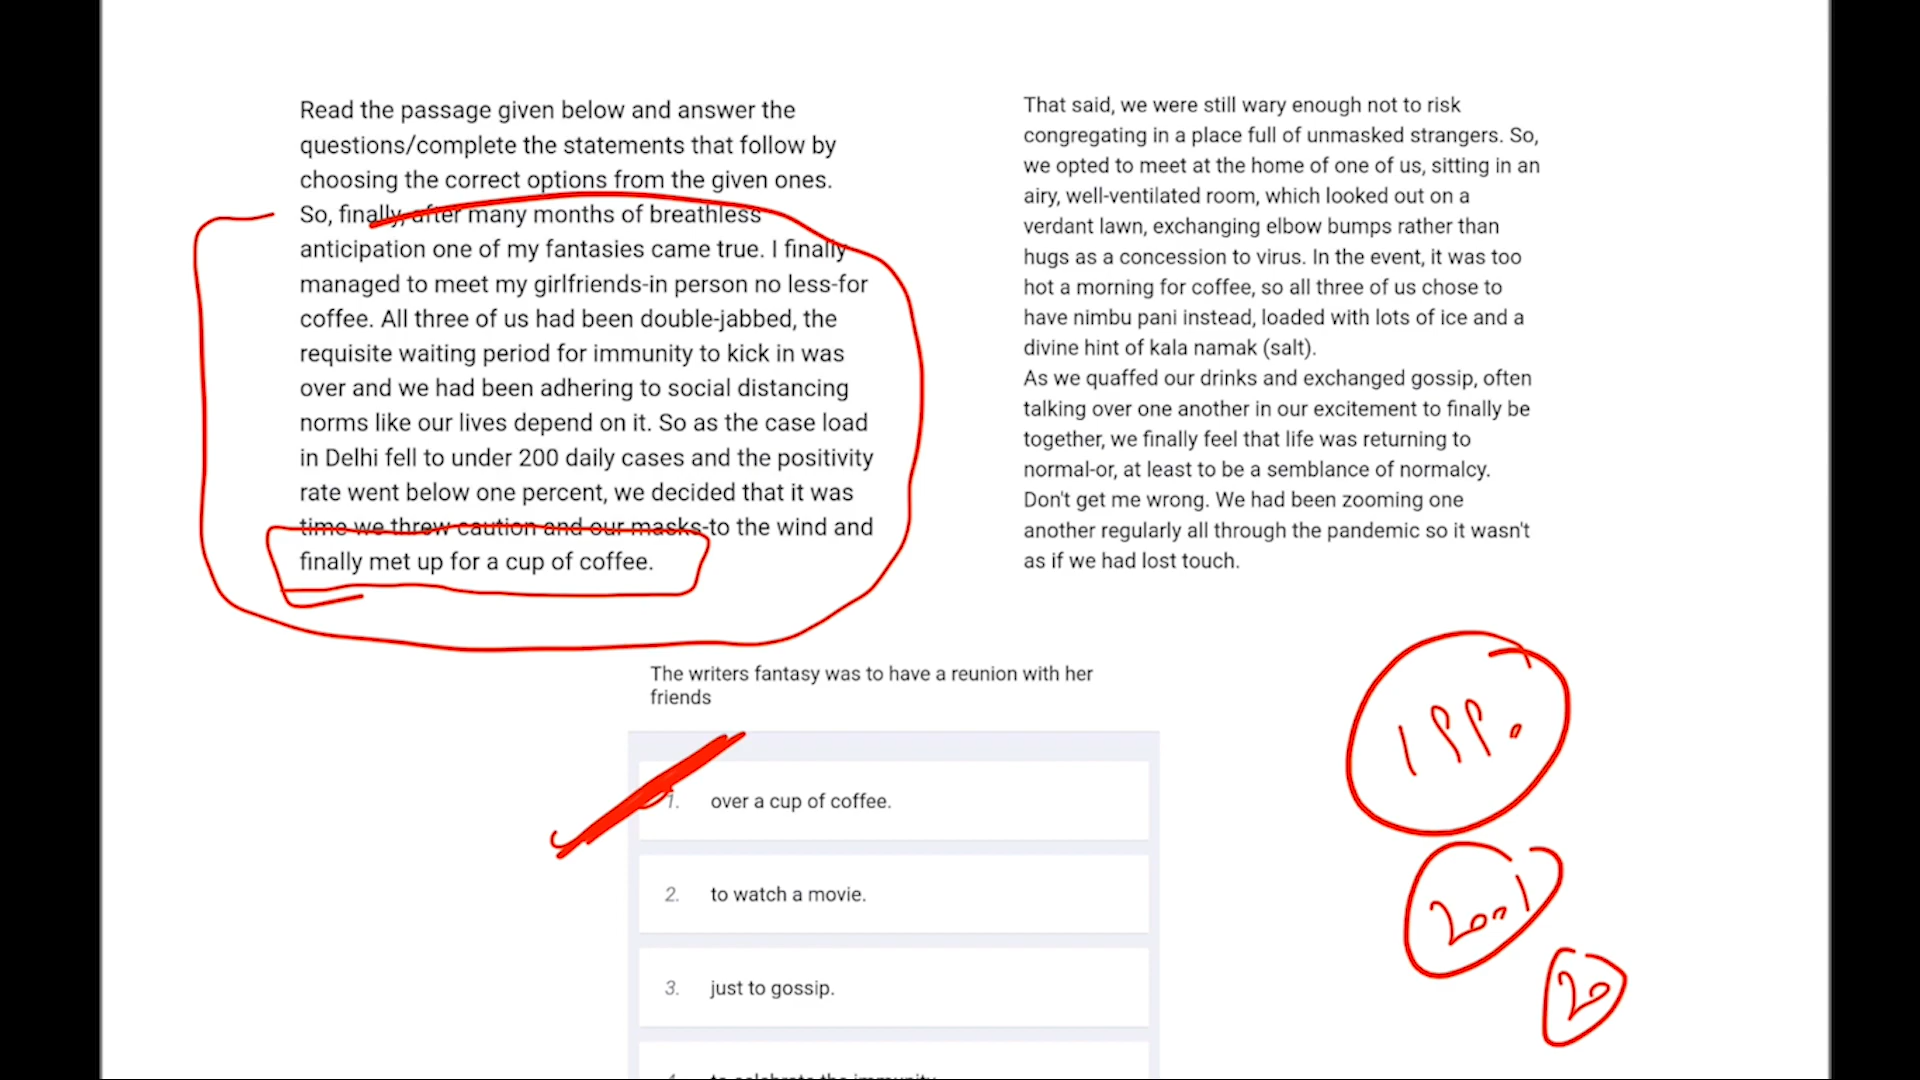 Read the passage given below and answer the
questions/complete the statements that follow by
choosing the correct options from the given ones.
So, finally, after many months of breathless
anticipation one of my fantasies came true. I finally
managed to meet my girlfriends-in person no less-for
coffee. All three of us had been double-jabbed, the
requisite waiting period for immunity to kick in was
over and we had been adhering to social distancing
norms like our lives depend on it. So as the case load
in Delhi fell to under 200 daily cases and the positivity
rate went below one percent, we decided that it was
time we threw caution and our masks-to the wind and
finally met up for a cup of coffee.
That said, we were still wary enough not to risk
congregating in a place full of unmasked strangers. So,
we opted to meet at the home of one of us, sitting in an
airy, well-ventilated room, which looked out on a
verdant lawn, exchanging elbow bumps rather than
hugs as a concession to virus. In the event, it was too
hot a morning for coffee, so all three of us chose to
have nimbu pani instead, loaded with lots of ice and a
divine hint of kala namak (salt).
As we quaffed our drinks and exchanged gossip, often
talking over one another in our excitement to finally be
together, we finally feel that life was returning to
normal-or, at least to be a semblance of normalcy.
Don't get me wrong. We had been zooming one
another regularly all through the pandemic so it wasn't
as if we had lost touch.
The writers fantasy was to have a reunion with her
friends
1. over a cup of coffee.
2. to watch a movie.
3. just to gossip.
4. to celebrate the immunity
1990
2001
20